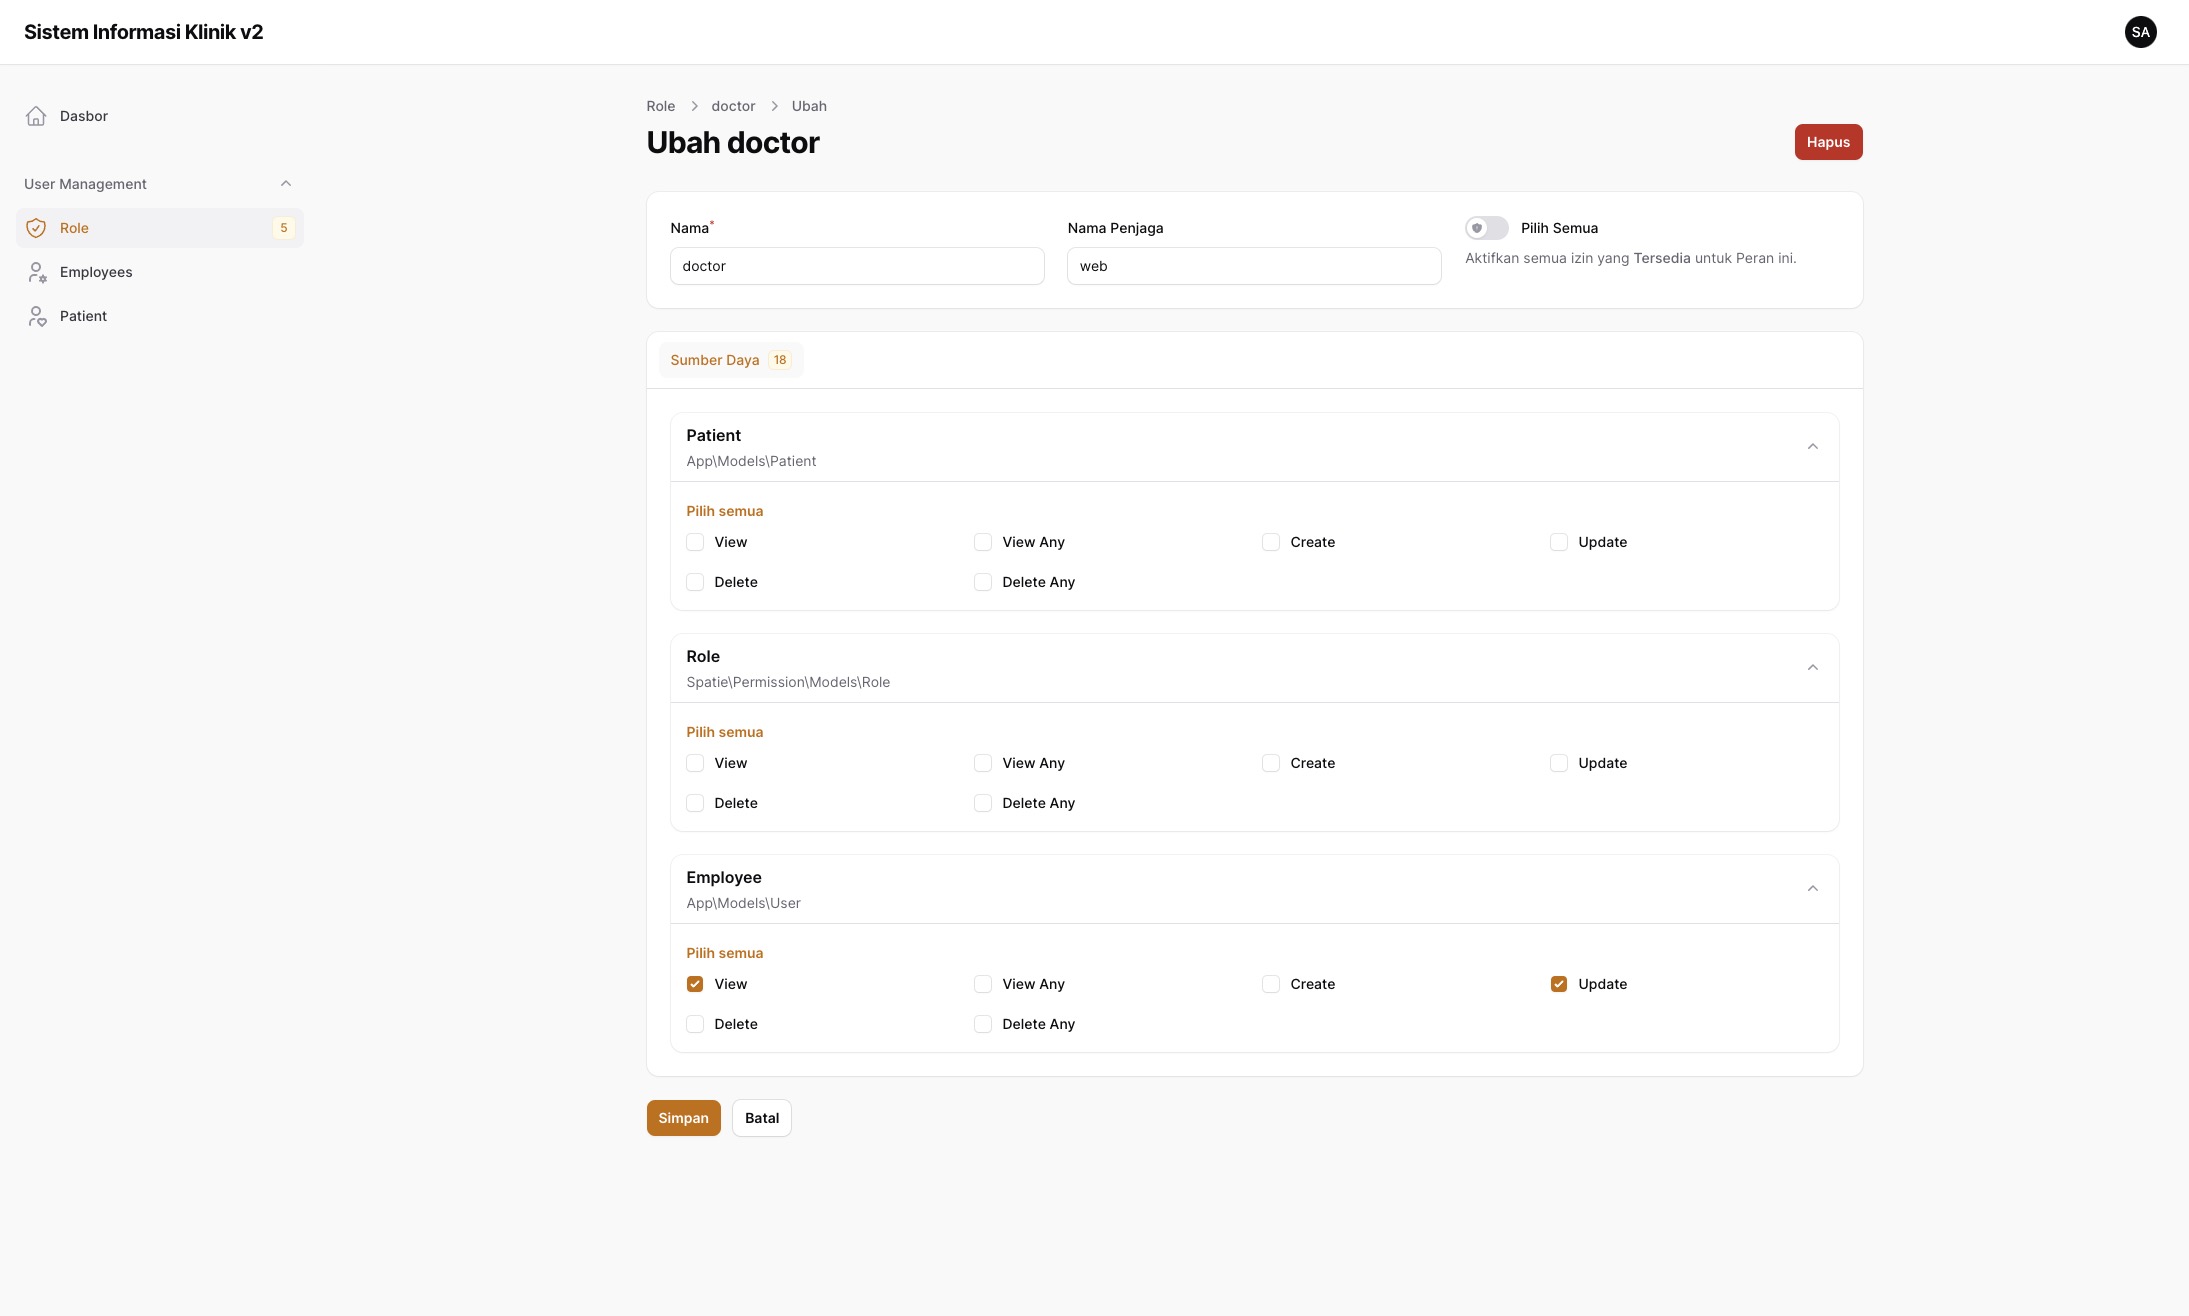 Sistem Informasi Klinik v2
SA
Dasbor
User Management
Role 5
Employees
Patient
Role > doctor > Ubah
Ubah doctor
Hapus
Nama*
doctor
Nama Penjaga
web
Pilih Semua
Aktifkan semua izin yang Tersedia untuk Peran ini.
Sumber Daya 18
Patient
App\Models\Patient
Pilih semua
View View Any Create Update
Delete Delete Any
Role
Spatie\Permission\Models\Role
Pilih semua
View View Any Create Update
Delete Delete Any
Employee
App\Models\User
Pilih semua
View View Any Create Update
Delete Delete Any
Simpan Batal